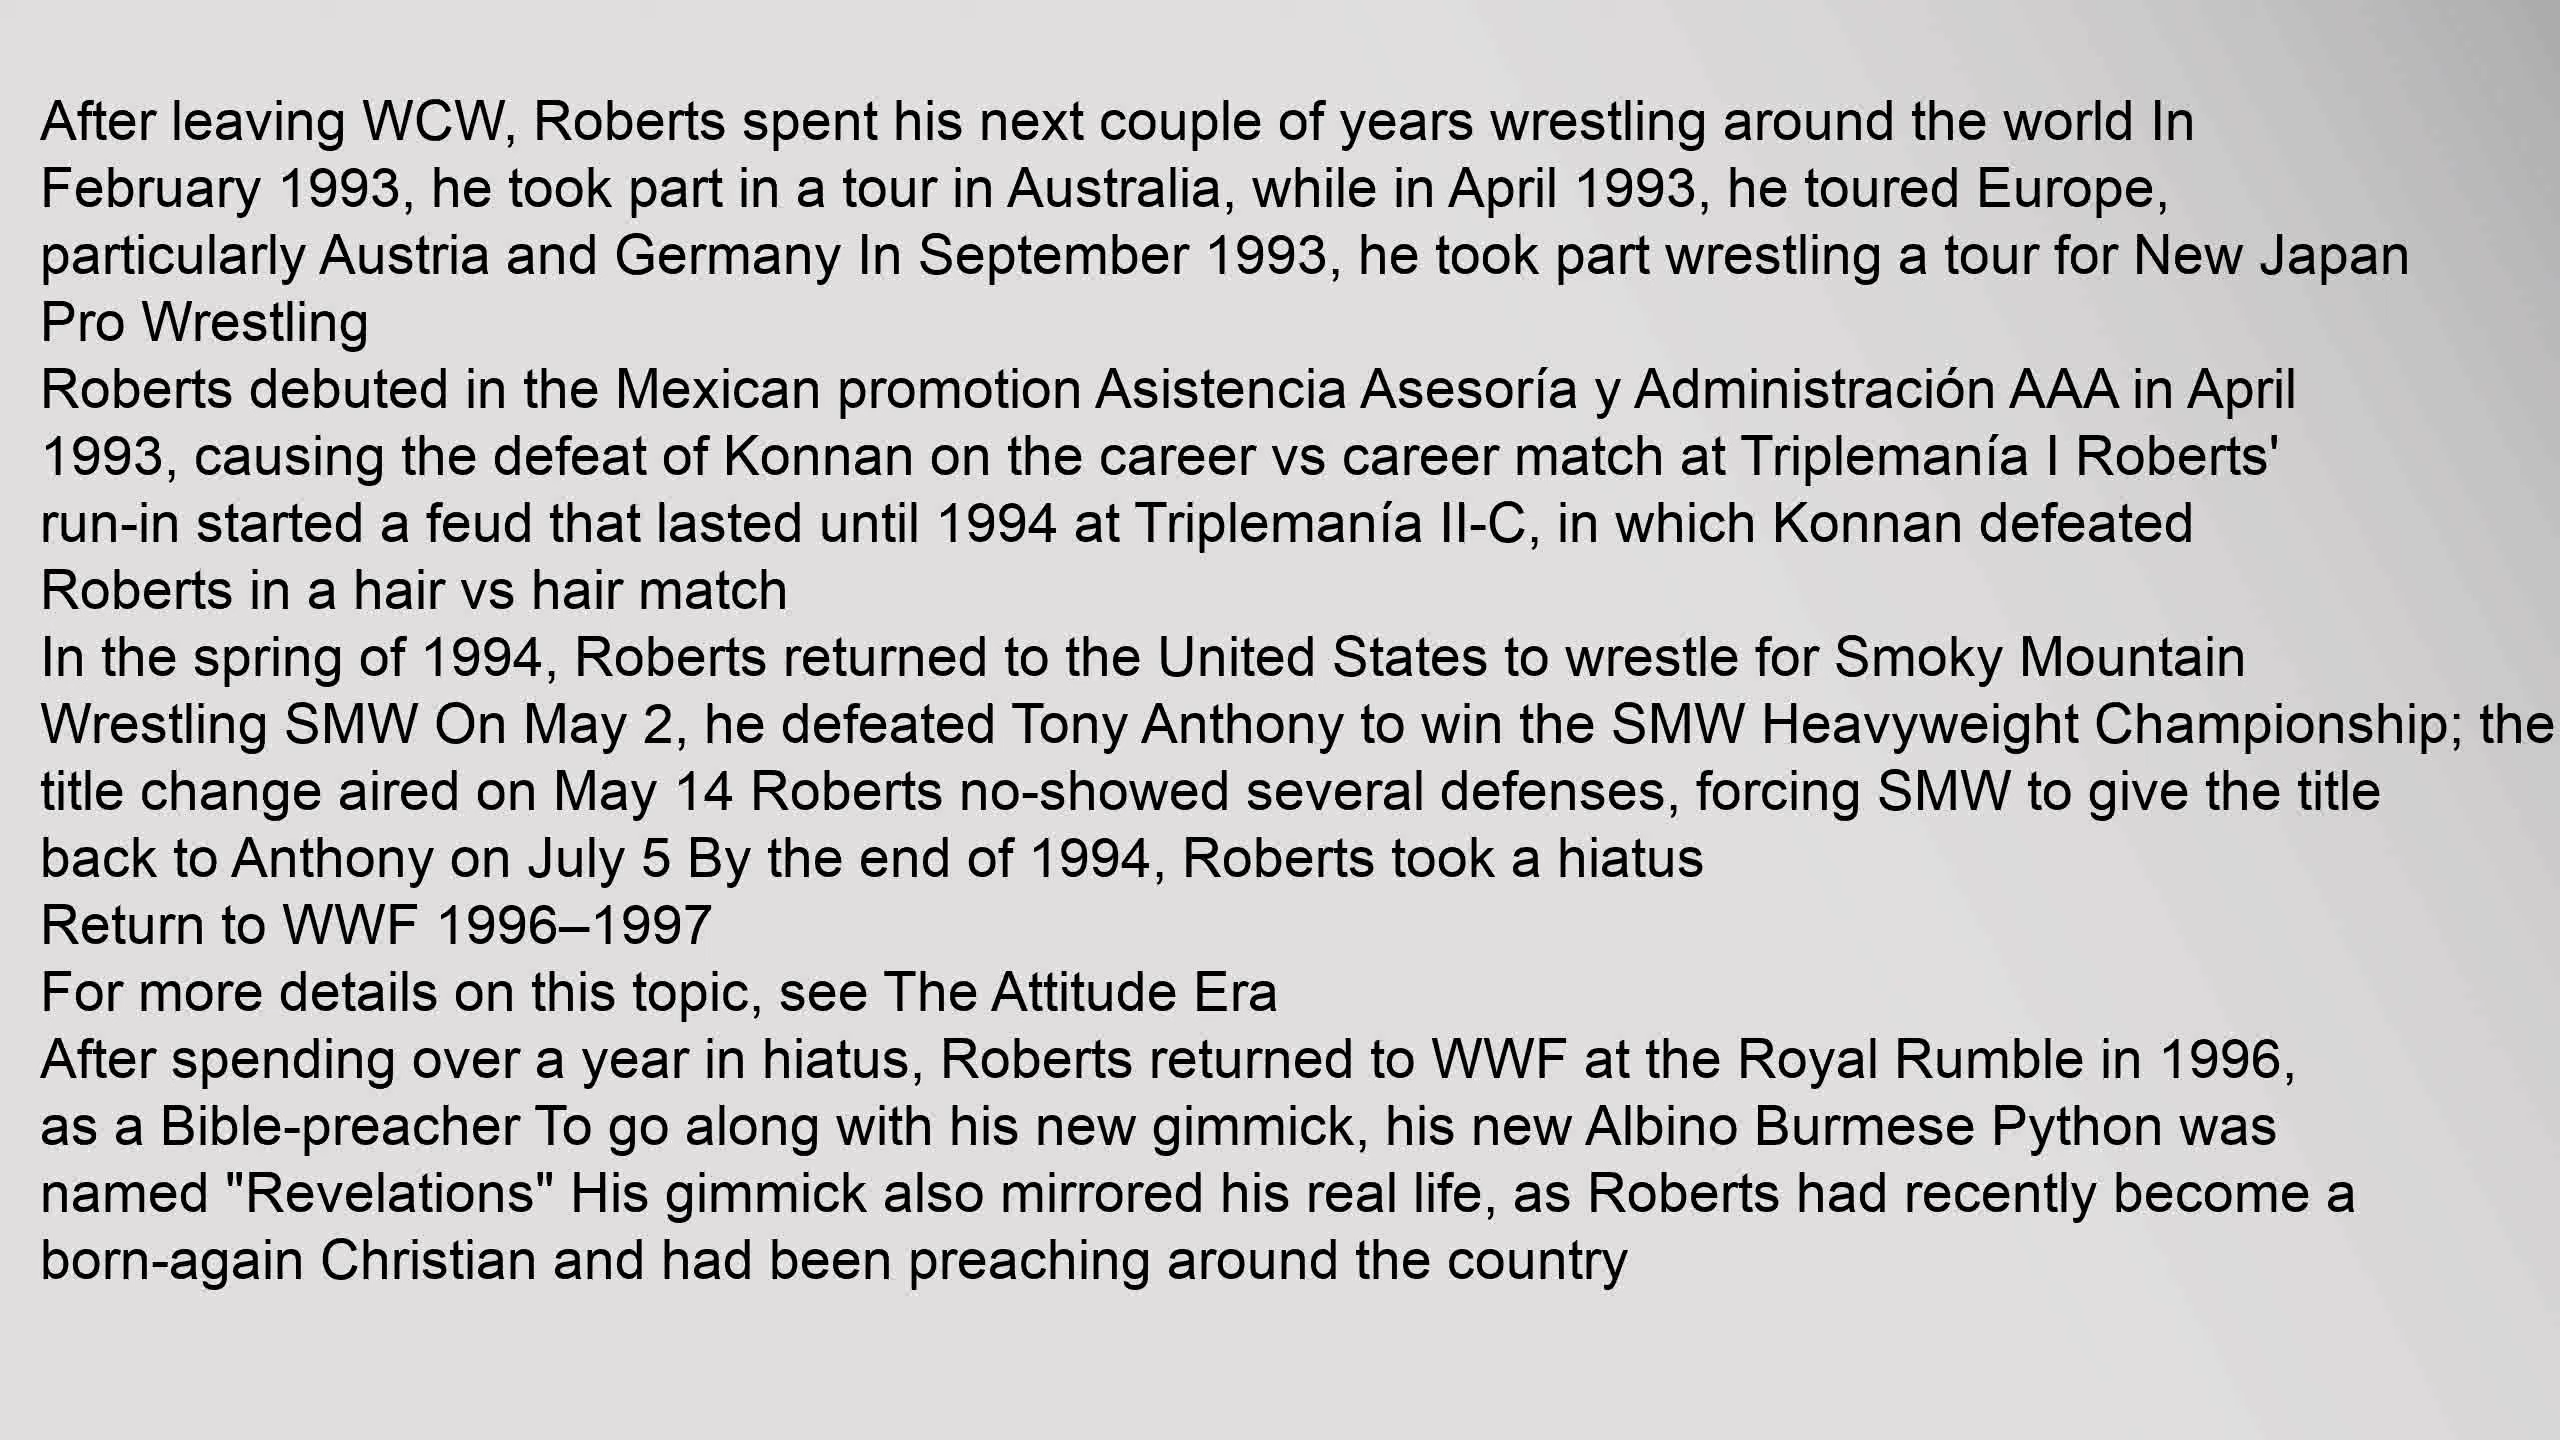 After leaving WCW, Roberts spent his next couple of years wrestling around the world In
February 1993, he took part in a tour in Australia, while in April 1993, he toured Europe,
particularly Austria and Germany In September 1993, he took part wrestling a tour for New Japan
Pro Wrestling
Roberts debuted in the Mexican promotion Asistencia Asesoría y Administración AAA in April
1993, causing the defeat of Konnan on the career vs career match at Triplemanía I Roberts'
run-in started a feud that lasted until 1994 at Triplemanía II-C, in which Konnan defeated
Roberts in a hair vs hair match
In the spring of 1994, Roberts returned to the United States to wrestle for Smoky Mountain
Wrestling SMW On May 2, he defeated Tony Anthony to win the SMW Heavyweight Championship; the
title change aired on May 14 Roberts no-showed several defenses, forcing SMW to give the title
back to Anthony on July 5 By the end of 1994, Roberts took a hiatus
Return to WWF 1996–1997
For more details on this topic, see The Attitude Era
After spending over a year in hiatus, Roberts returned to WWF at the Royal Rumble in 1996,
as a Bible-preacher To go along with his new gimmick, his new Albino Burmese Python was
named "Revelations" His gimmick also mirrored his real life, as Roberts had recently become a
born-again Christian and had been preaching around the country